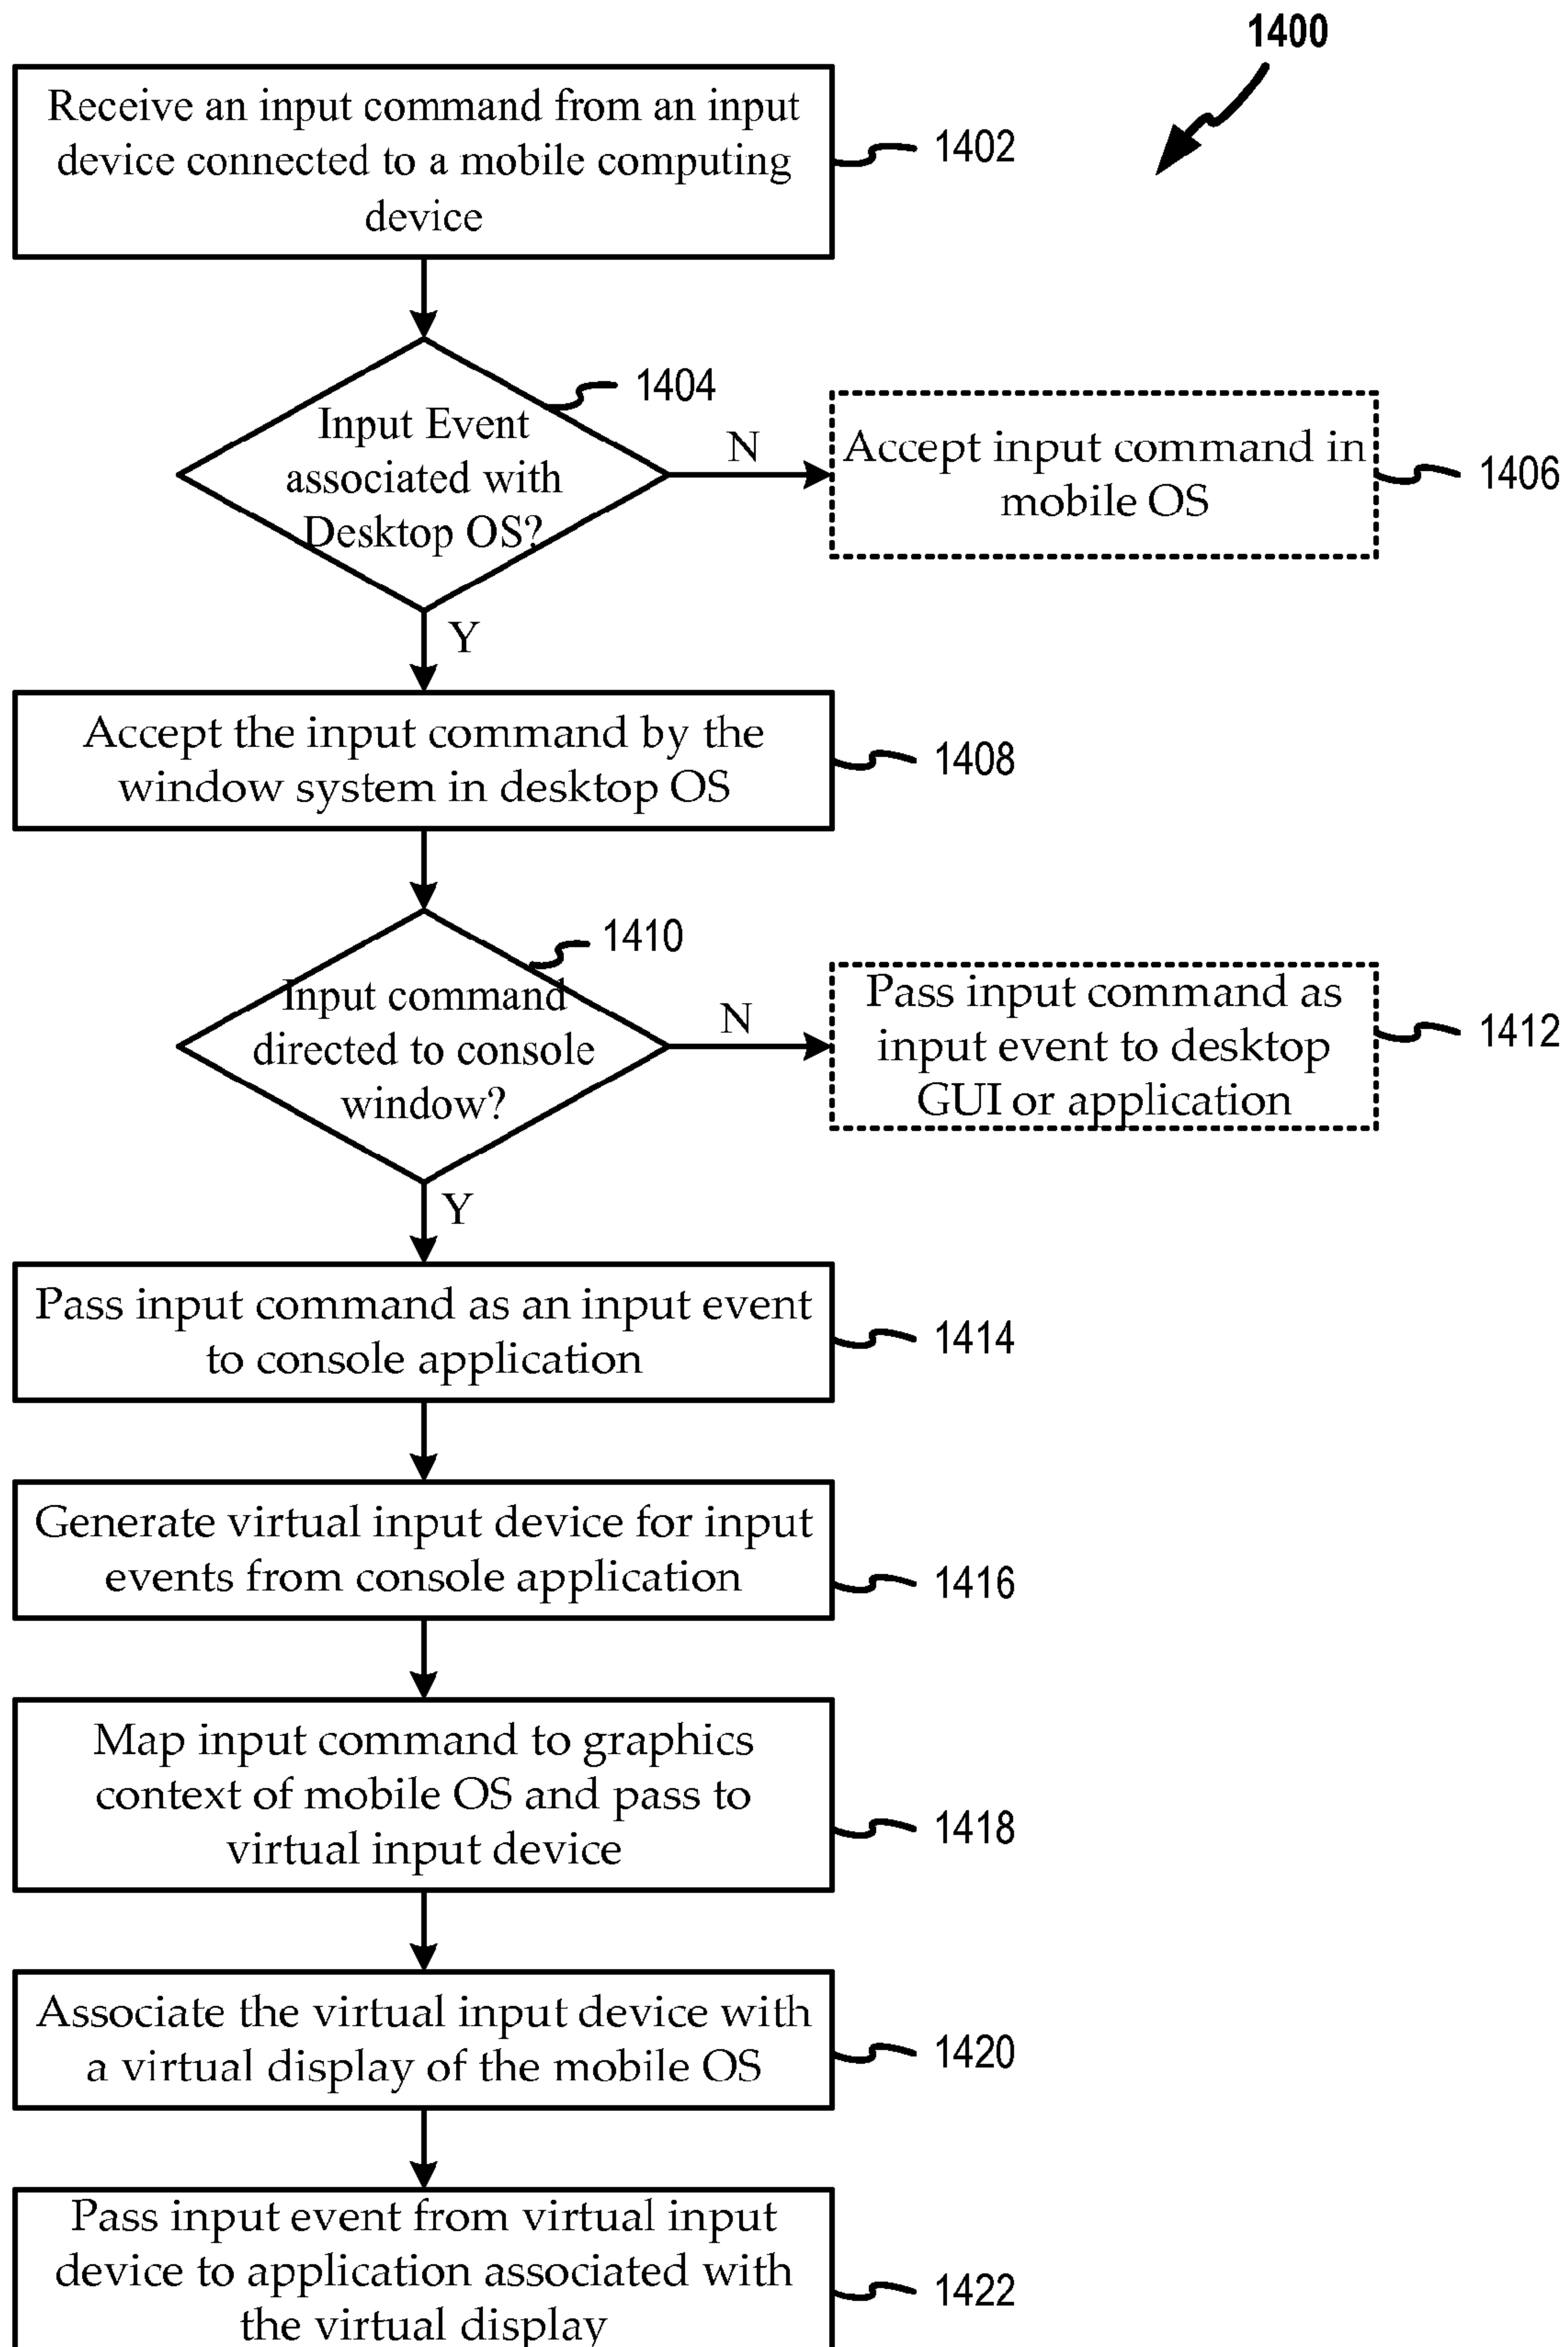 1400
Receive an input command from an input
device connected to a mobile computing
device
1402
1404
Input Event
associated with
Desktop OS?
N
Accept input command in
mobile OS
1406
Y
Accept the input command by the
window system in desktop OS
1408
1410
Input command
directed to console
window?
N
Pass input command as
input event to desktop
GUI or application
1412
Y
Pass input command as an input event
to console application
1414
Generate virtual input device for input
events from console application
1416
Map input command to graphics
context of mobile OS and pass to
virtual input device
1418
Associate the virtual input device with
a virtual display of the mobile OS
1420
Pass input event from virtual input
device to application associated with
the virtual display
1422